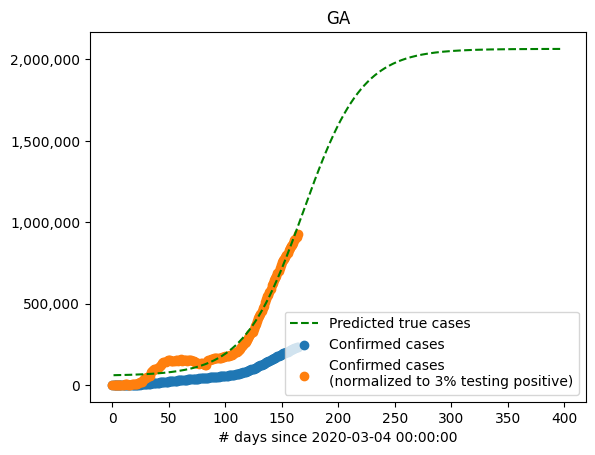 GA
2,000,000
1,500,000
1,000,000
500,000
0
Predicted true cases
Confirmed cases
Confirmed cases
(normalized to 3% testing positive)
0 50 100 150 200 250 300 350 400
# days since 2020-03-04 00:00:00